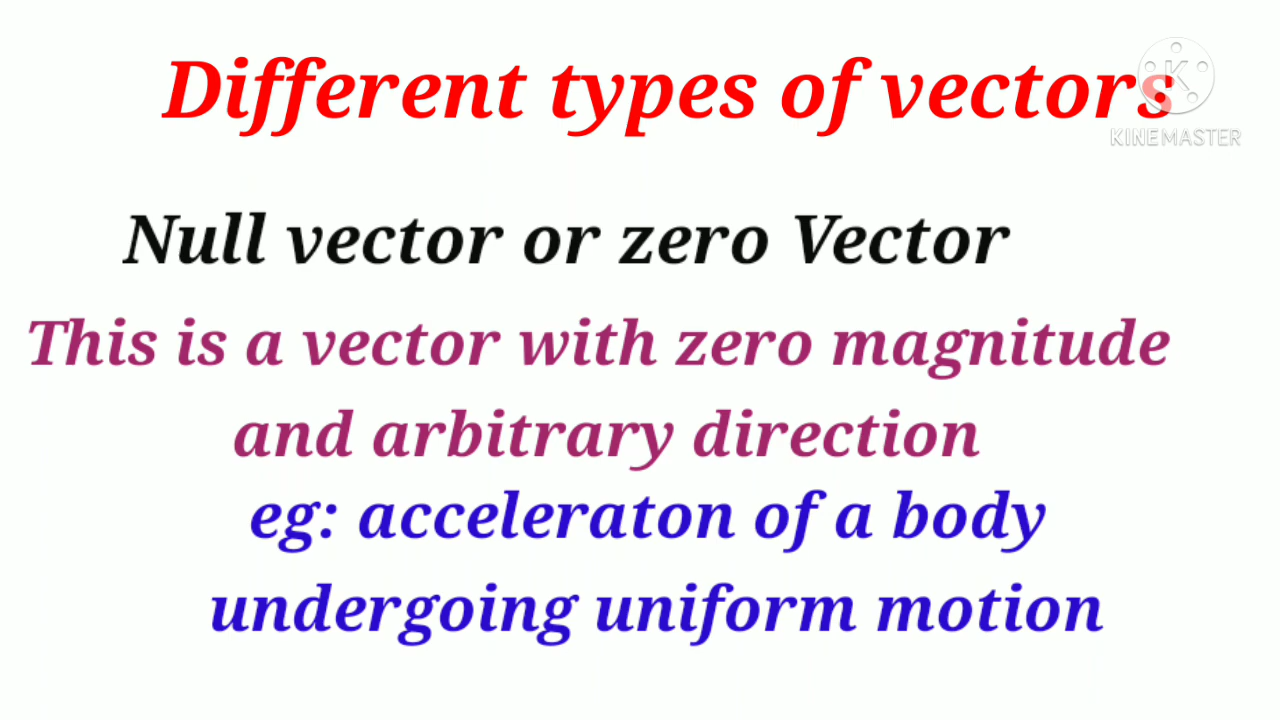 Different types of vectors
KINEMASTER
Null vector or zero Vector
This is a vector with zero magnitude
and arbitrary direction
eg: acceleraton of a body
undergoing uniform motion